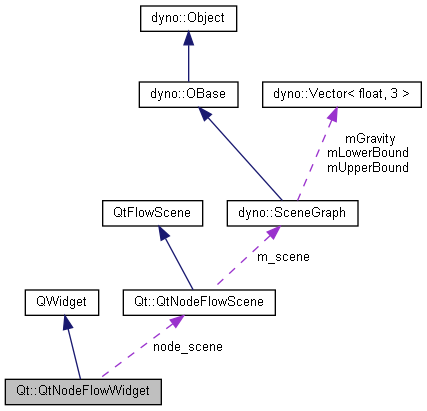 dyno::Object
dyno::OBase
dyno::Vector< float, 3 >
mGravity
mLowerBound
mUpperBound
QtFlowScene
dyno::SceneGraph
m_scene
QWidget
Qt::QtNodeFlowScene
node_scene
Qt::QtNodeFlowWidget